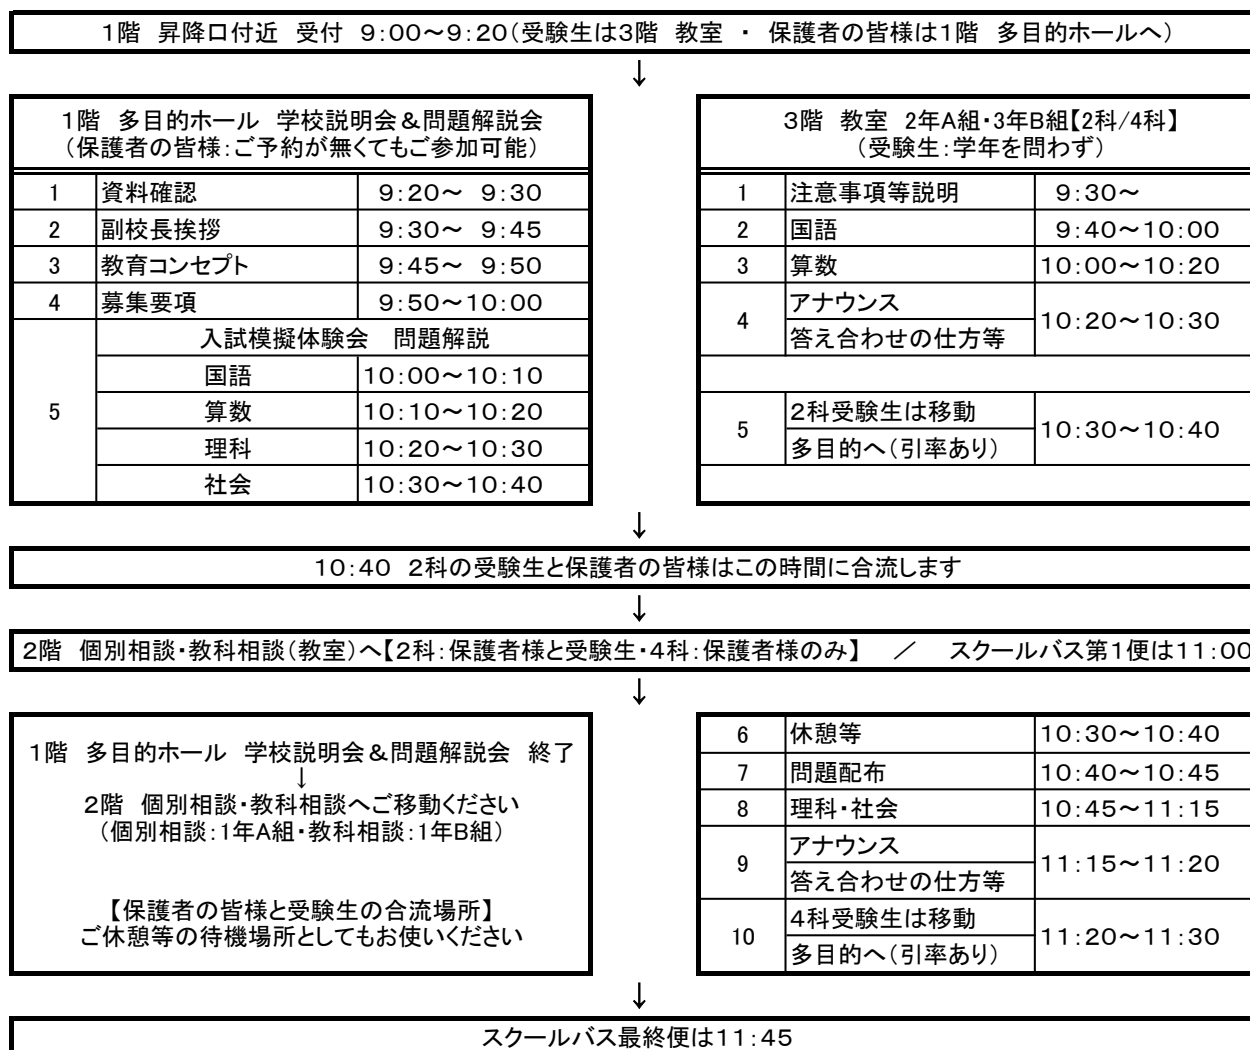 1階 昇降口付近 受付 9:00～9:20(受験生は3階 教室 ・ 保護者の皆様は1階 多目的ホールへ)
↓
1階 多目的ホール 学校説明会＆問題解説会
(保護者の皆様:ご予約が無くてもご参加可能)
1 資料確認 9:20～ 9:30
2 副校長挨拶 9:30～ 9:45
3 教育コンセプト 9:45～ 9:50
4 募集要項 9:50～10:00
5
入試模擬体験会 問題解説
国語 10:00～10:10
算数 10:10～10:20
理科 10:20～10:30
社会 10:30～10:40
3階 教室 2年A組・3年B組【2科/4科】
(受験生:学年を問わず)
1 注意事項等説明 9:30～
2 国語 9:40～10:00
3 算数 10:00～10:20
4 アナウンス 10:20～10:30
答え合わせの仕方等
5 2科受験生は移動 10:30～10:40
多目的へ(引率あり)
↓
10:40 2科の受験生と保護者の皆様はこの時間に合流します
↓
2階 個別相談・教科相談(教室)へ【2科:保護者様と受験生・4科:保護者様のみ】 ／ スクールバス第1便は11:00
↓
1階 多目的ホール 学校説明会＆問題解説会 終了
↓
2階 個別相談・教科相談へご移動ください
(個別相談:1年A組・教科相談:1年B組)
【保護者の皆様と受験生の合流場所】
ご休憩等の待機場所としてもお使いください
6 休憩等 10:30～10:40
7 問題配布 10:40～10:45
8 理科・社会 10:45～11:15
9 アナウンス 11:15～11:20
答え合わせの仕方等
10 4科受験生は移動 11:20～11:30
多目的へ(引率あり)
↓
スクールバス最終便は11:45